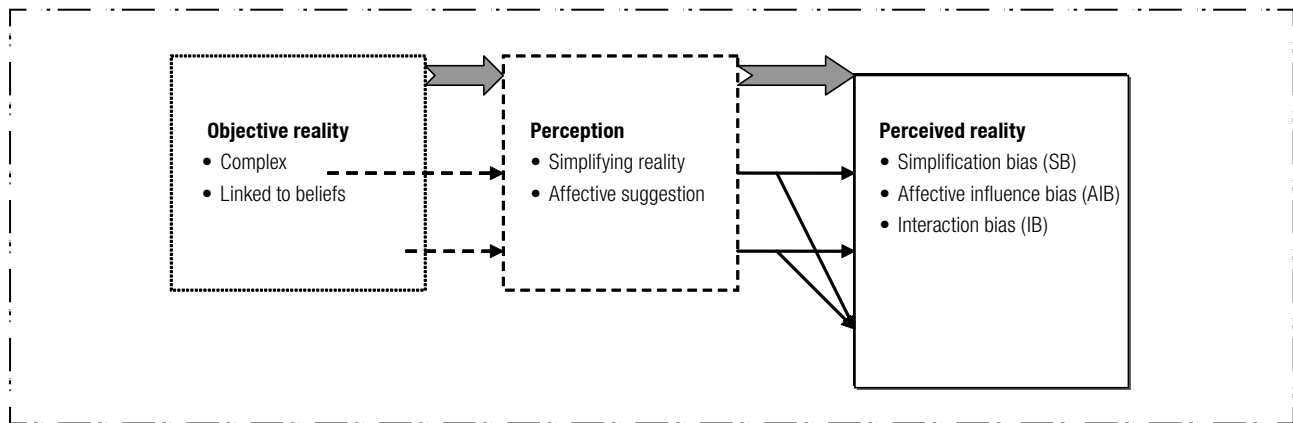 Objective reality
• Complex
• Linked to beliefs
Perception
• Simplifying reality
• Affective suggestion
Perceived reality
• Simplification bias (SB)
• Affective influence bias (AIB)
• Interaction bias (IB)